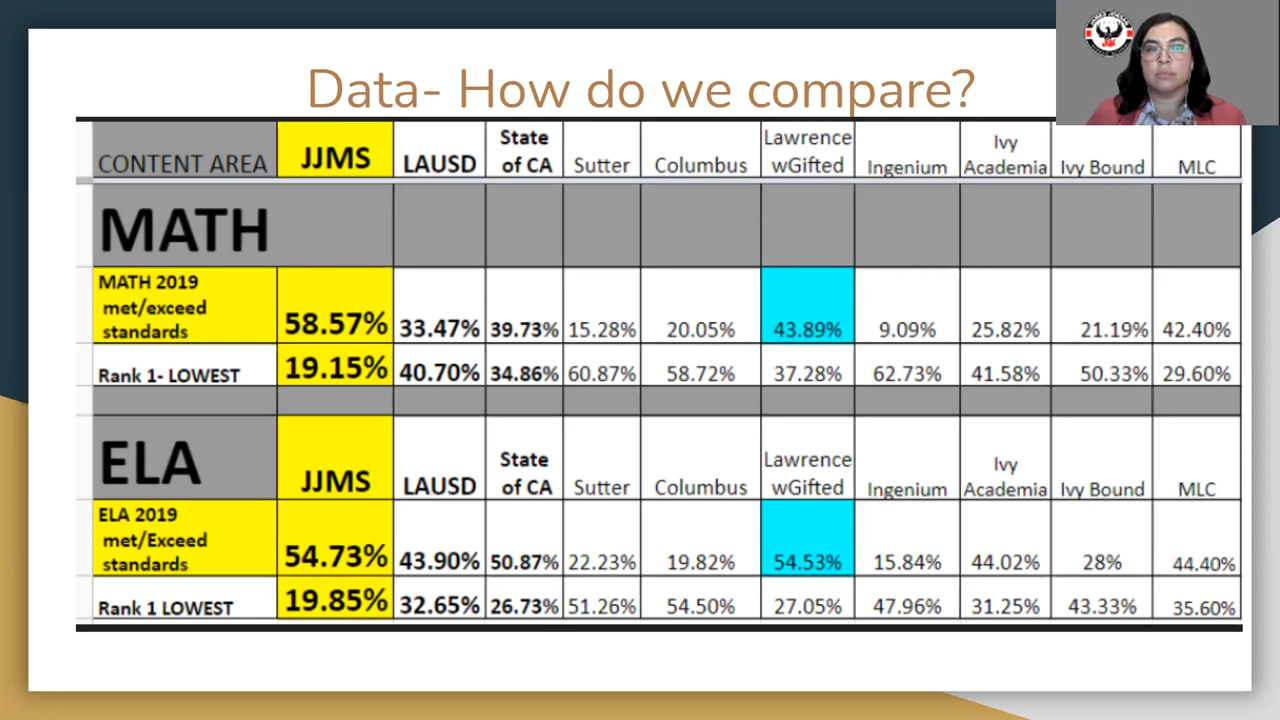 Data- How do we compare?
CONTENT AREA JJMS LAUSD State of CA Sutter Columbus Lawrence wGifted Ingenium Ivy Academia Ivy Bound MLC
MATH
MATH 2019 met/exceed standards 58.57% 33.47% 39.73% 15.28% 20.05% 43.89% 9.09% 25.82% 21.19% 42.40%
Rank 1- LOWEST 19.15% 40.70% 34.86% 60.87% 58.72% 37.28% 62.73% 41.58% 50.33% 29.60%
ELA JJMS LAUSD State of CA Sutter Columbus Lawrence wGifted Ingenium Ivy Academia Ivy Bound MLC
ELA 2019 met/Exceed standards 54.73% 43.90% 50.87% 22.23% 19.82% 54.53% 15.84% 44.02% 28% 44.40%
Rank 1 LOWEST 19.85% 32.65% 26.73% 51.26% 54.50% 27.05% 47.96% 31.25% 43.33% 35.60%